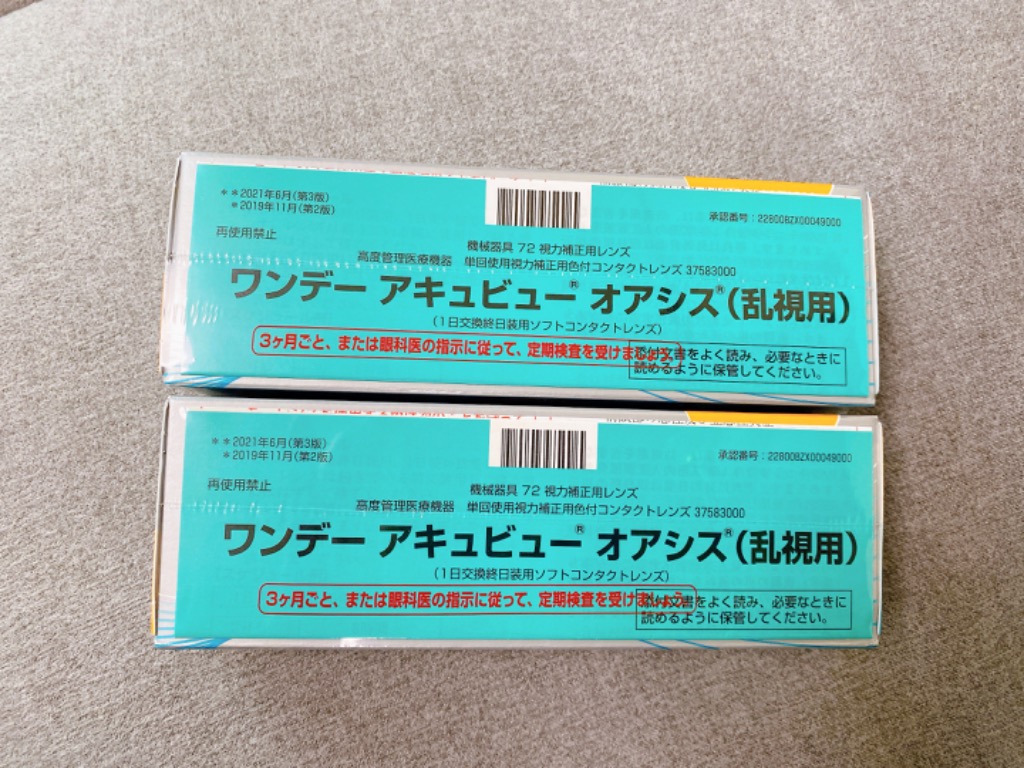 **2021年6月(第3版)
*2019年11月(第2版)
承認番号:22800BZX00049000
再使用禁止
機械器具 72 視力補正用レンズ
高度管理医療機器 単回使用視力補正用色付コンタクトレンズ 37583000
ワンデー アキュビュー® オアシス®(乱視用)
(1日交換終日装用ソフトコンタクトレンズ)
3ヶ月ごと、または眼科医の指示に従って、定期検査を受けましょう。
添付文書をよく読み、必要なときに
読めるように保管してください。
**2021年6月(第3版)
*2019年11月(第2版)
承認番号:22800BZX00049000
再使用禁止
機械器具 72 視力補正用レンズ
高度管理医療機器 単回使用視力補正用色付コンタクトレンズ 37583000
ワンデー アキュビュー® オアシス®(乱視用)
(1日交換終日装用ソフトコンタクトレンズ)
3ヶ月ごと、または眼科医の指示に従って、定期検査を受けましょう。
添付文書をよく読み、必要なときに
読めるように保管してください。